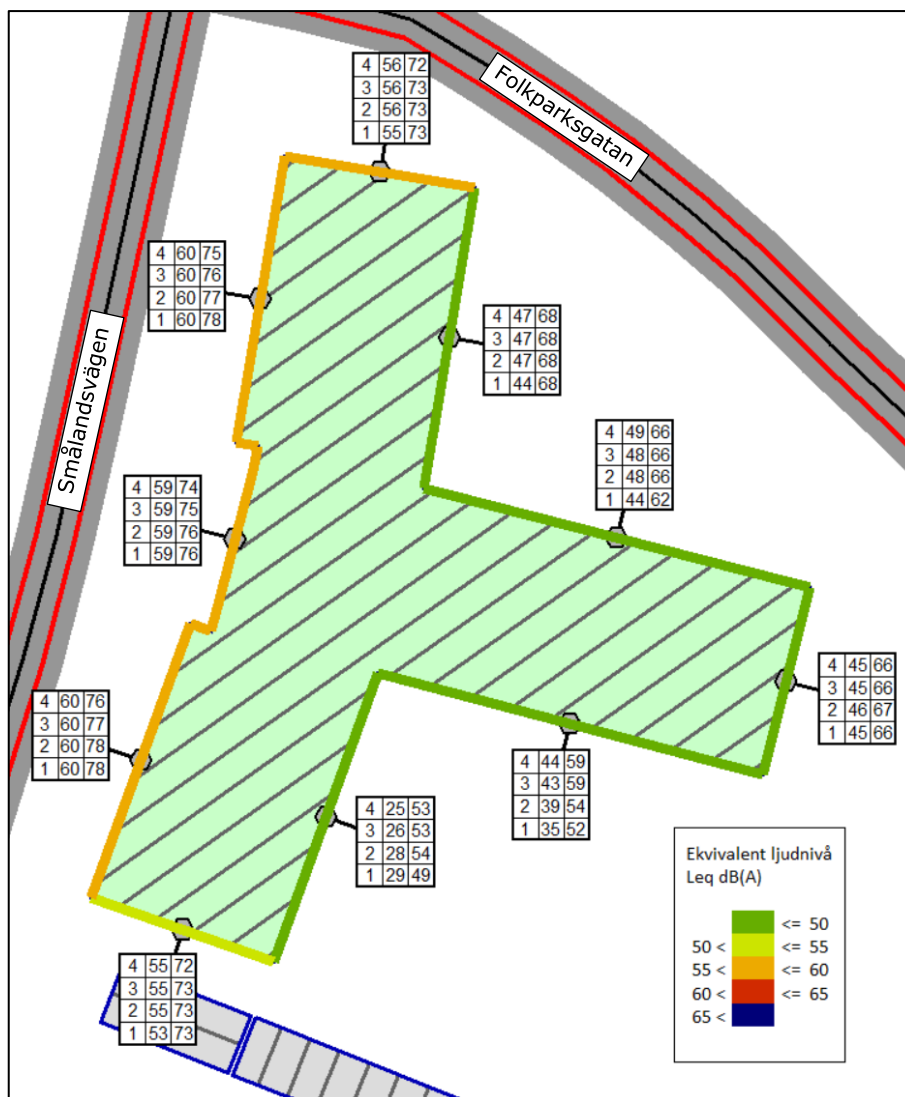 4 56 72
3 56 73
2 56 73
1 55 73
Folkparksgatan
Smålandsvägen
4 60 75
3 60 76
2 60 77
1 60 78
4 47 68
3 47 68
2 47 68
1 44 68
4 49 66
3 48 66
2 48 66
1 44 62
4 59 74
3 59 75
2 59 76
1 59 76
4 45 66
3 45 66
2 46 67
1 45 66
4 60 76
3 60 77
2 60 78
1 60 78
4 44 59
3 43 59
2 39 54
1 35 52
4 25 53
3 26 53
2 28 54
1 29 49
4 55 72
3 55 73
2 55 73
1 53 73
Ekvivalent ljudnivå
Leq dB(A)
<= 50
50 < <= 55
55 < <= 60
60 < <= 65
65 <